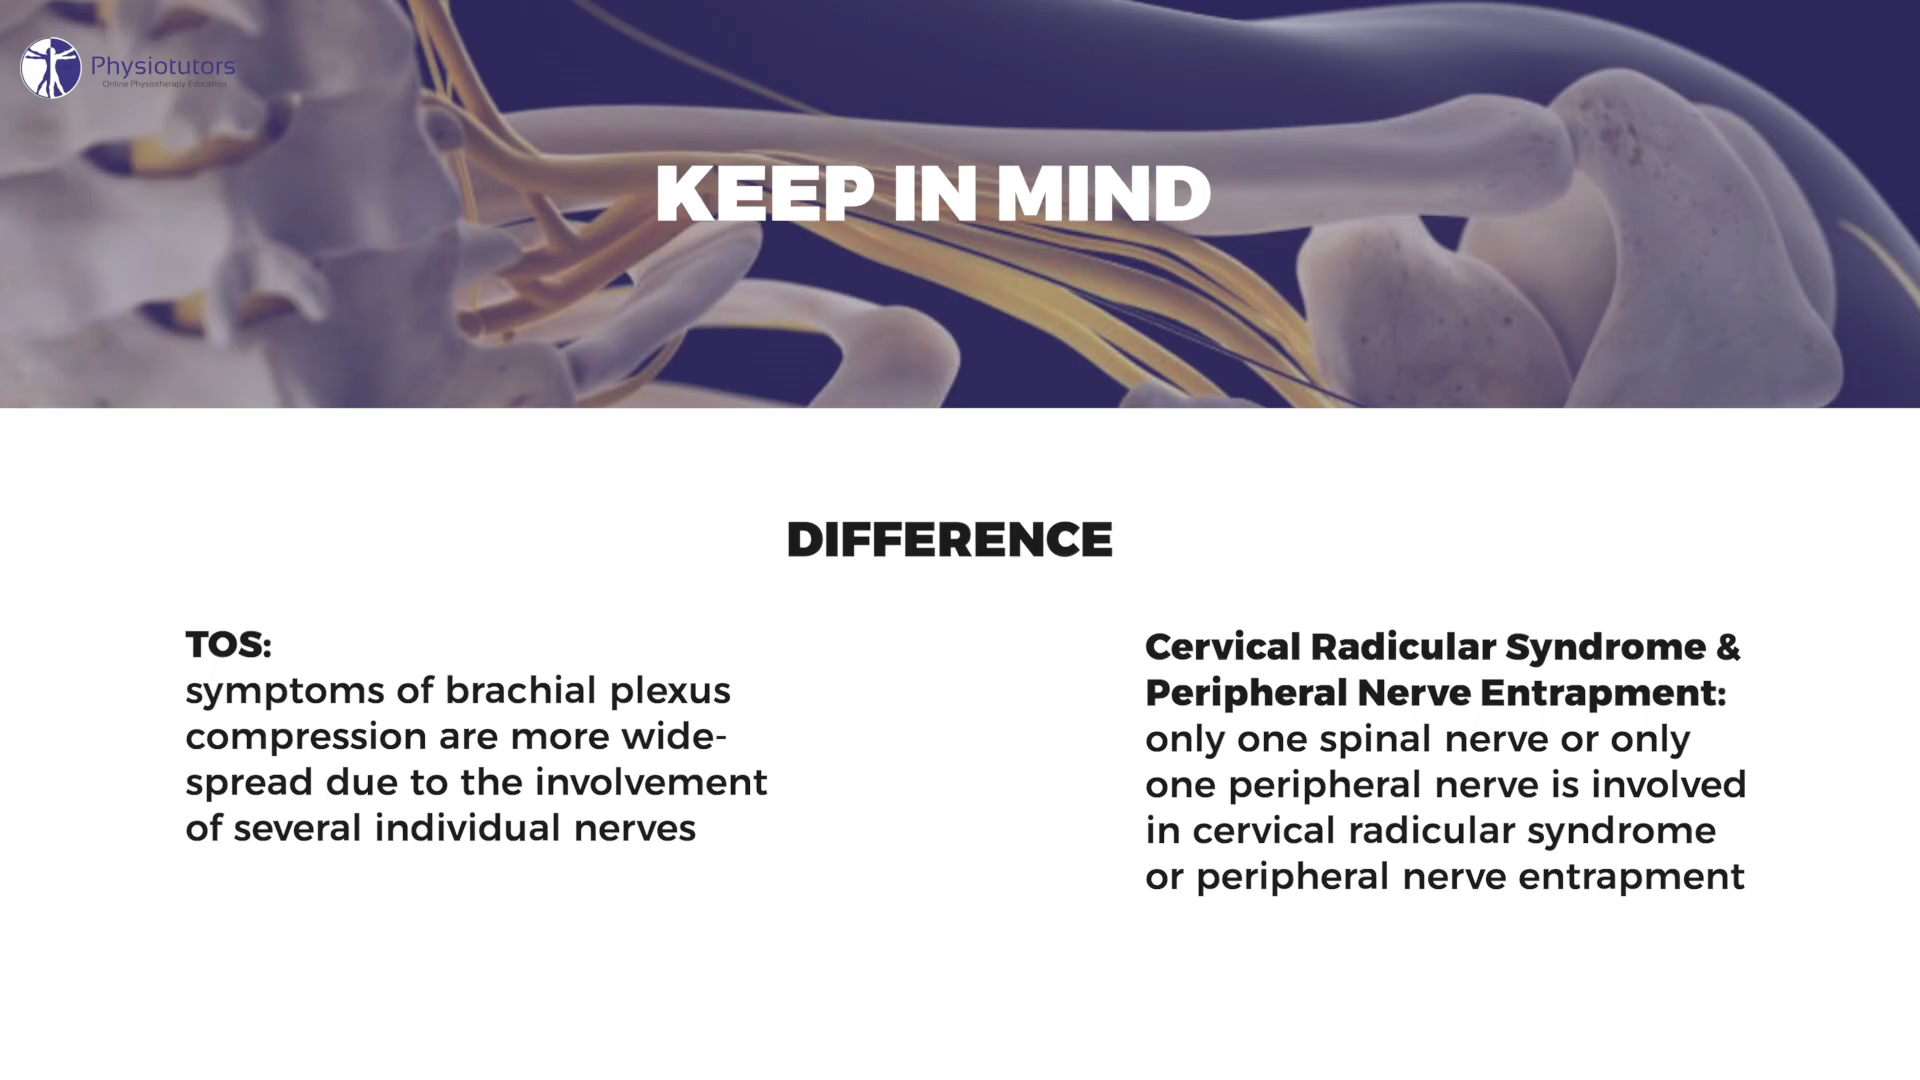 Physiotutors
Online Physiotherapy Education
KEEP IN MIND
DIFFERENCE
TOS:
symptoms of brachial plexus
compression are more wide-
spread due to the involvement
of several individual nerves
Cervical Radicular Syndrome &
Peripheral Nerve Entrapment:
only one spinal nerve or only
one peripheral nerve is involved
in cervical radicular syndrome
or peripheral nerve entrapment